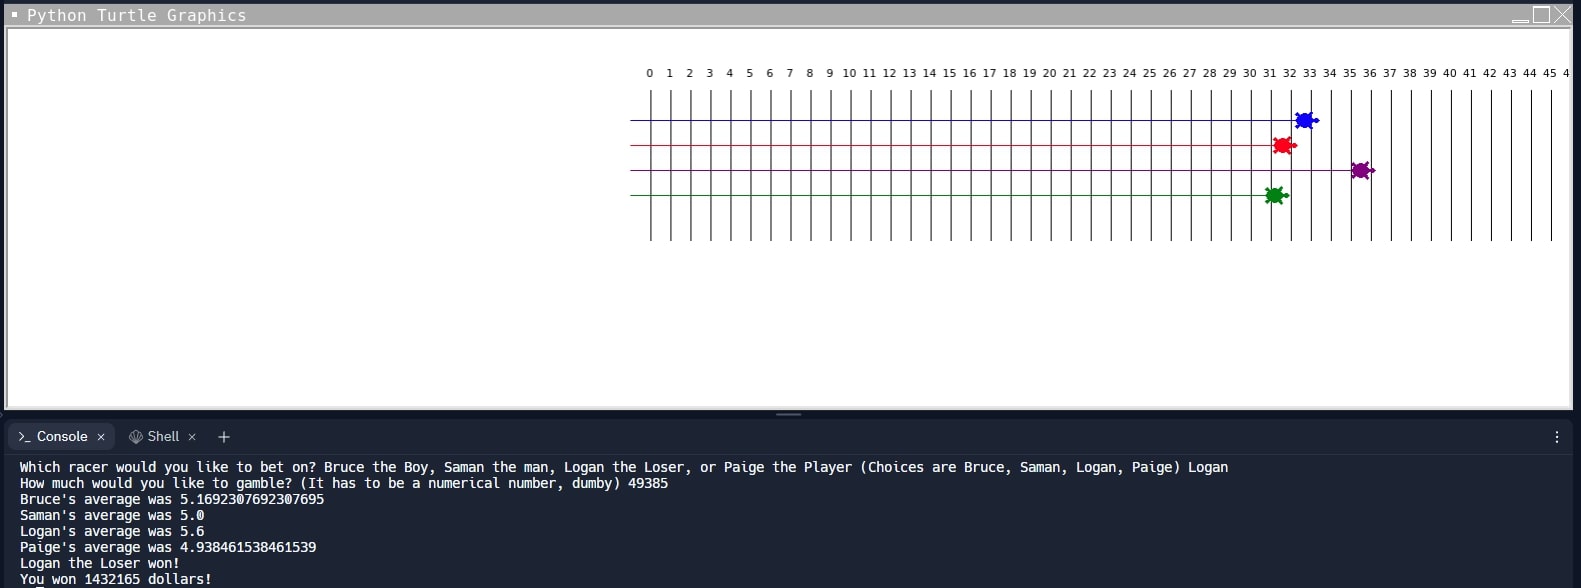 Python Turtle Graphics
0 1 2 3 4 5 6 7 8 9 10 11 12 13 14 15 16 17 18 19 20 21 22 23 24 25 26 27 28 29 30 31 32 33 34 35 36 37 38 39 40 41 42 43 44 45 4
Console
Shell
Which racer would you like to bet on? Bruce the Boy, Saman the man, Logan the Loser, or Paige the Player (Choices are Bruce, Saman, Logan, Paige) Logan
How much would you like to gamble? (It has to be a numerical number, dumby) 49385
Bruce's average was 5.1692307692307695
Saman's average was 5.0
Logan's average was 5.6
Paige's average was 4.938461538461539
Logan the Loser won!
You won 1432165 dollars!